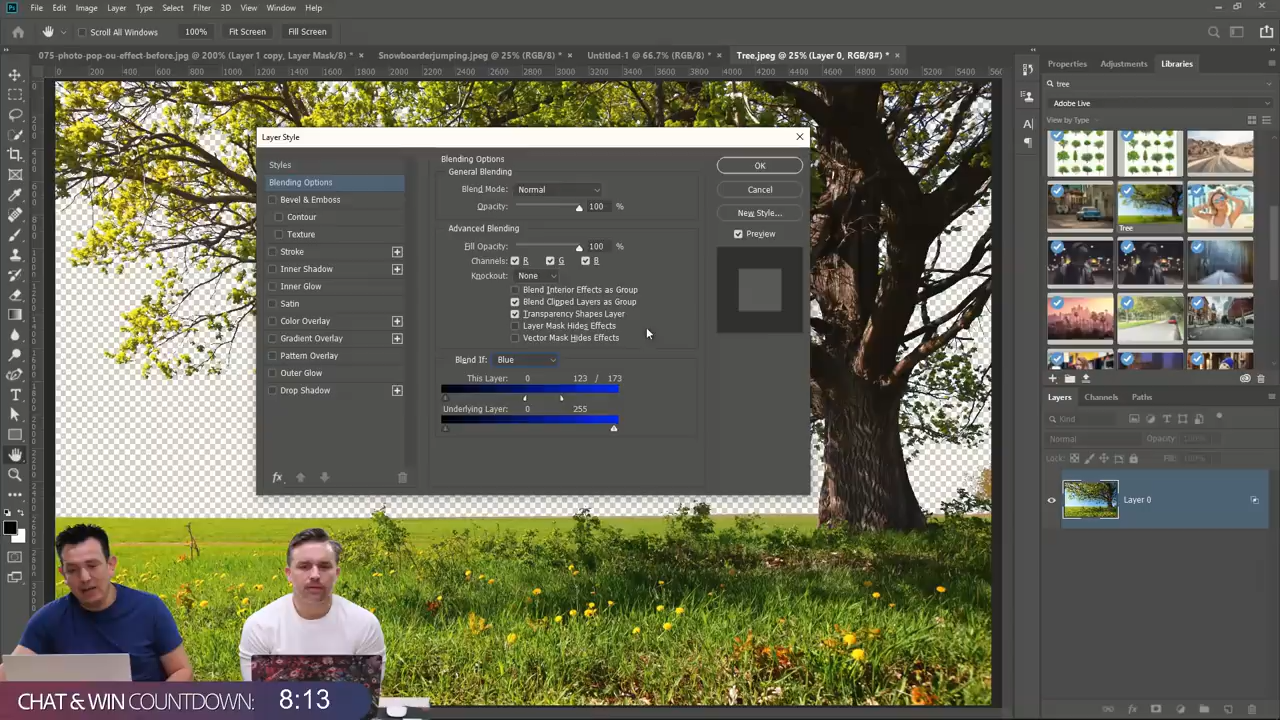 File Edit Image Layer Type Select Filter 3D View Window Help
Scroll All Windows 100% Fit Screen Fill Screen
075-photo-pop-ou-effect-before.jpg @ 200% (Layer 1 copy, Layer Mask/8) * × Snowboarderjumping.jpeg @ 25% (RGB/8) * × Untitled-1 @ 66.7% (RGB/8) * × Tree.jpeg @ 25% (Layer 0, RGB/8#) * ×
Properties Adjustments Libraries
tree
Adobe Live
View by Type
Tree
Layer Style
Styles
Blending Options
Bevel & Emboss
Contour
Texture
Stroke
Inner Shadow
Inner Glow
Satin
Color Overlay
Gradient Overlay
Pattern Overlay
Outer Glow
Drop Shadow
fx
Blending Options
General Blending
Blend Mode: Normal
Opacity: 100 %
Advanced Blending
Fill Opacity: 100 %
Channels: R G B
Knockout: None
Blend Interior Effects as Group
Blend Clipped Layers as Group
Transparency Shapes Layer
Layer Mask Hides Effects
Vector Mask Hides Effects
Blend If: Blue
This Layer: 0 123 / 173
Underlying Layer: 0 255
OK
Cancel
New Style...
Preview
Layers Channels Paths
Kind
Normal Opacity: 100%
Lock: Fill: 100%
Layer 0
CHAT & WIN COUNTDOWN: 8:13